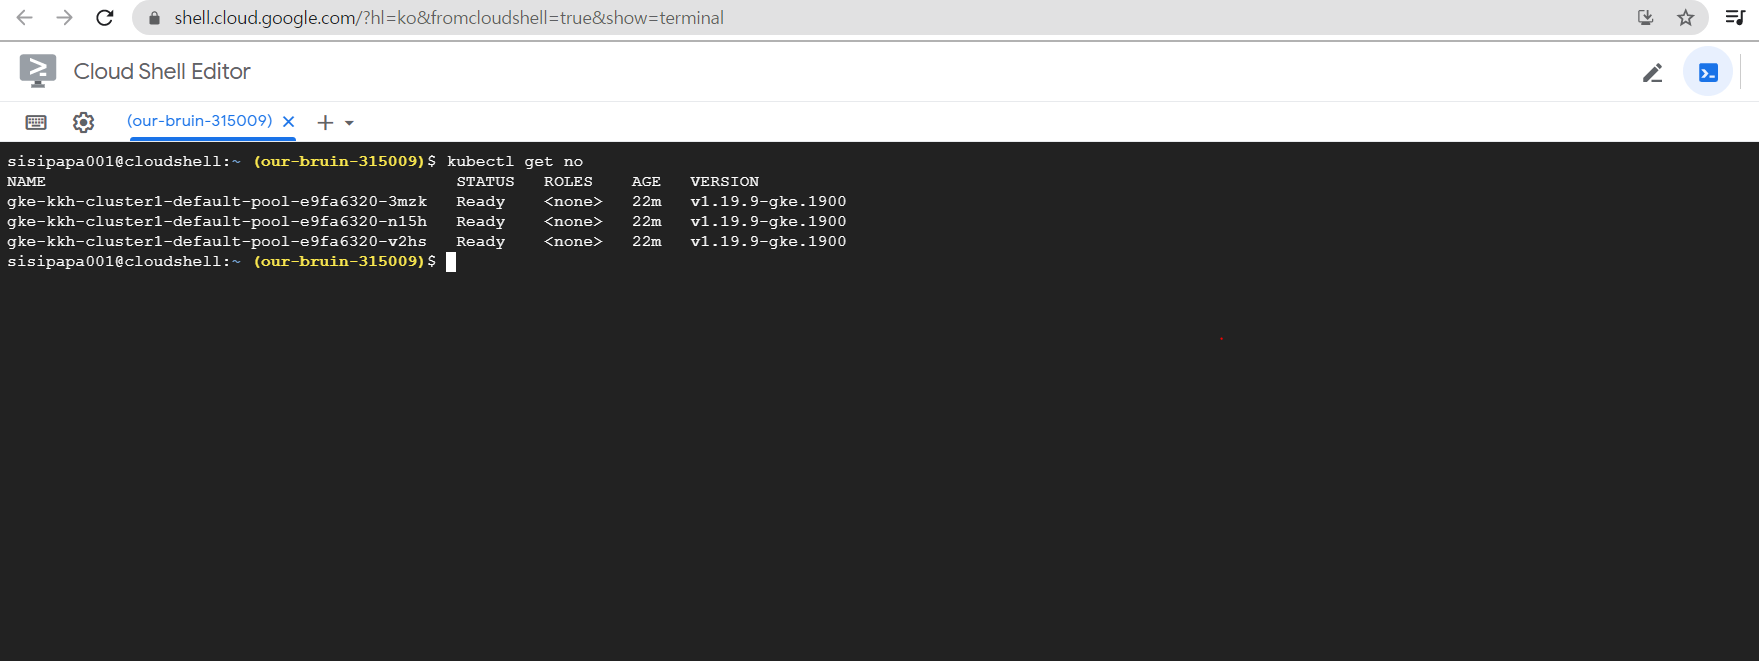 shell.cloud.google.com/?hl=ko&fromcloudshell=true&show=terminal
Cloud Shell Editor
(our-bruin-315009)
sisipapa001@cloudshell:~ (our-bruin-315009)$ kubectl get no
NAME STATUS ROLES AGE VERSION
gke-kkh-cluster1-default-pool-e9fa6320-3mzk Ready <none> 22m v1.19.9-gke.1900
gke-kkh-cluster1-default-pool-e9fa6320-n15h Ready <none> 22m v1.19.9-gke.1900
gke-kkh-cluster1-default-pool-e9fa6320-v2hs Ready <none> 22m v1.19.9-gke.1900
sisipapa001@cloudshell:~ (our-bruin-315009)$